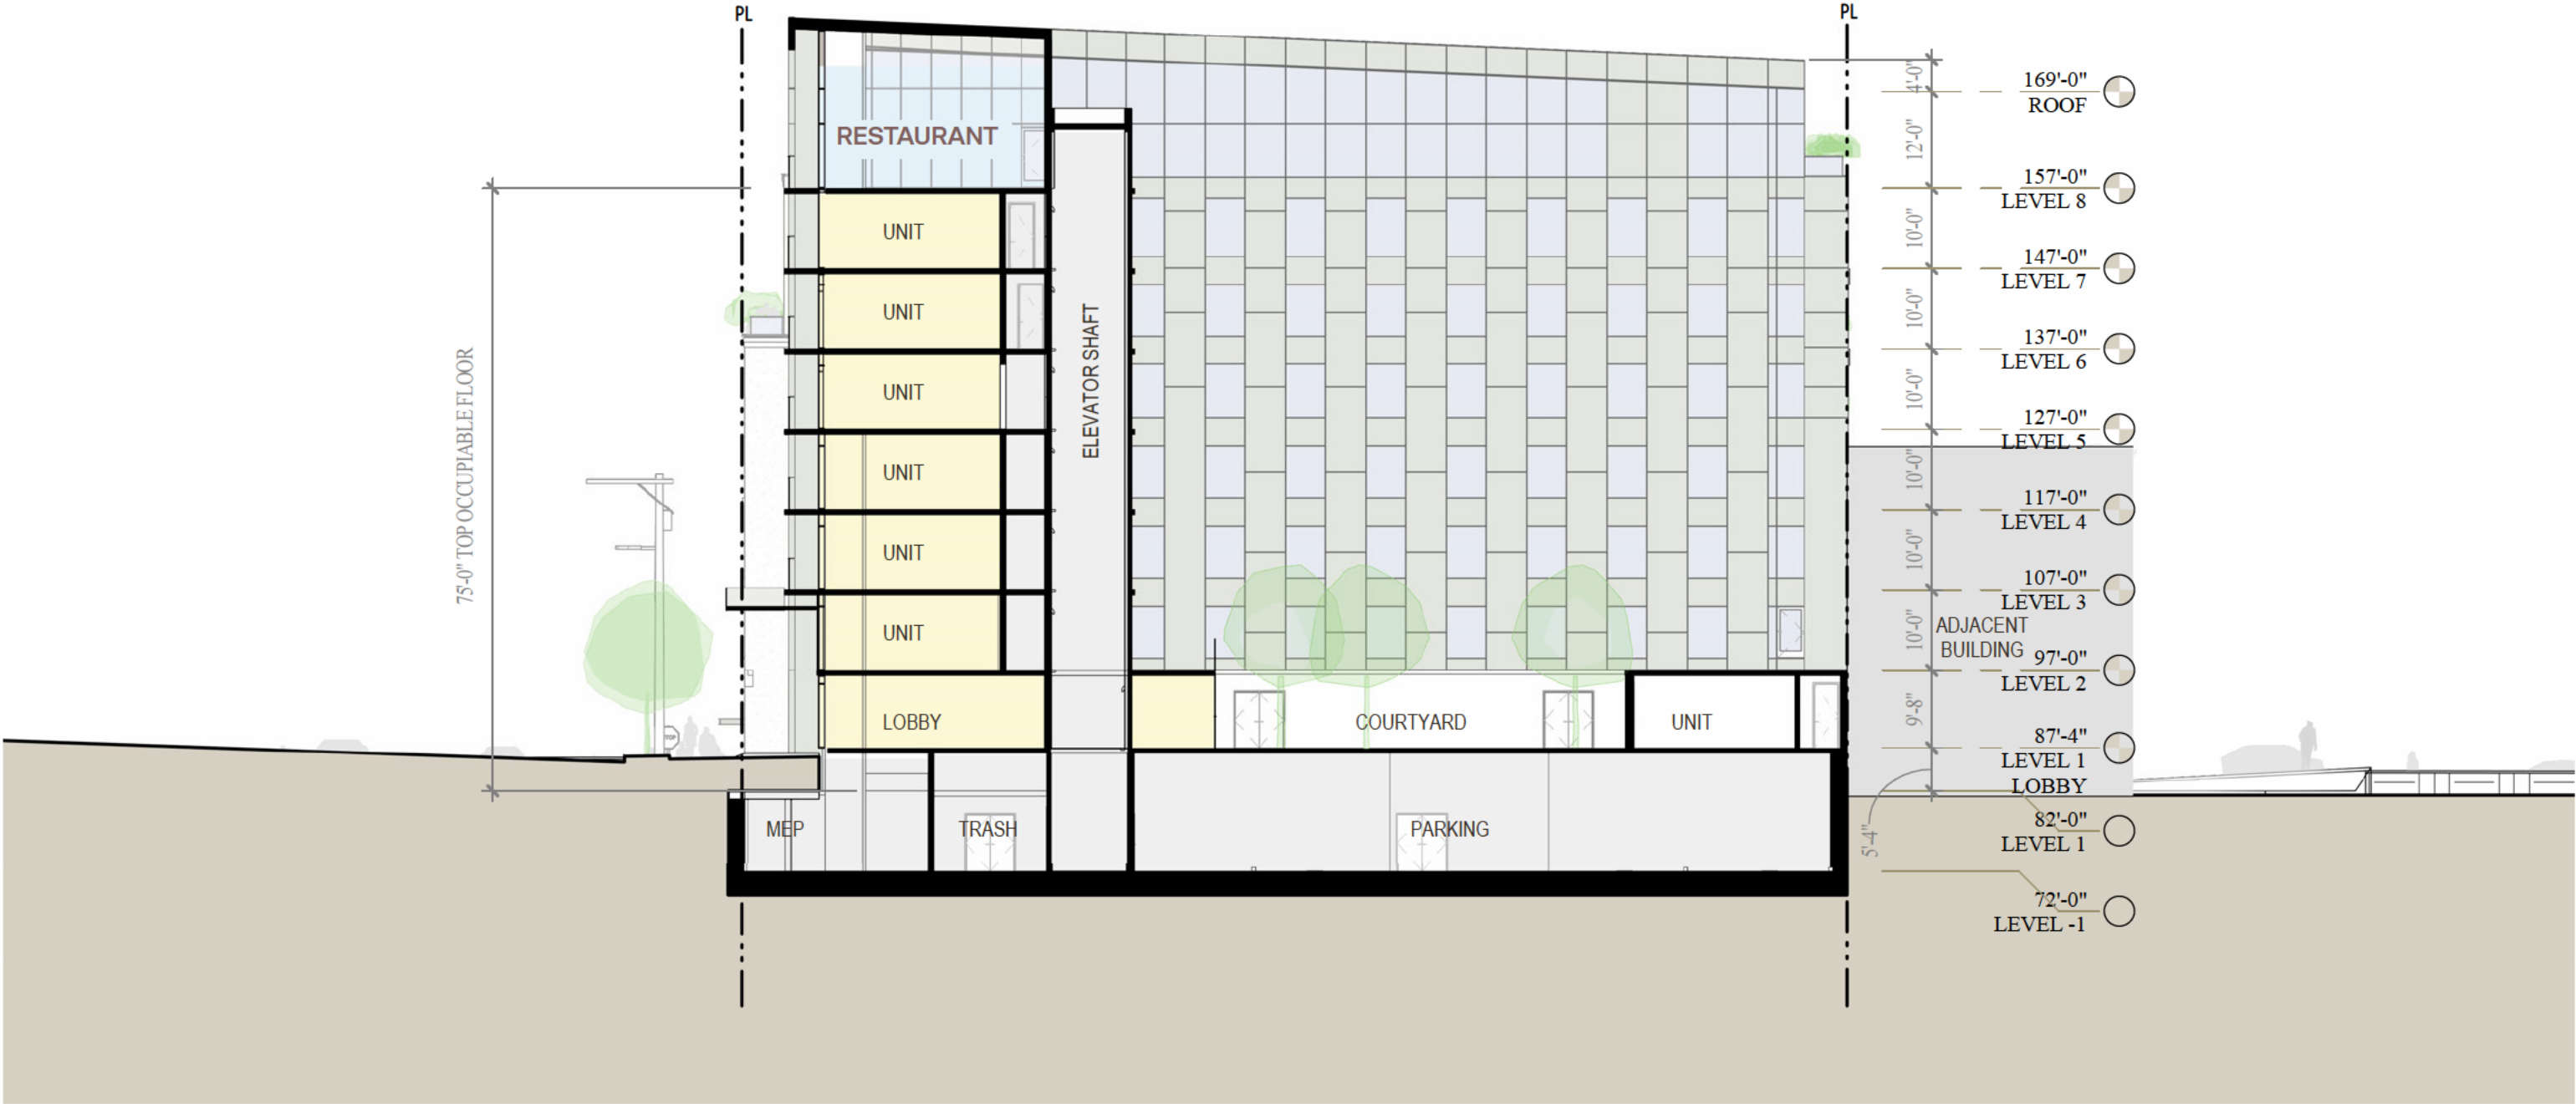 PL
PL
4'-0"
169'-0"
ROOF
12'-0"
RESTAURANT
157'-0"
LEVEL 8
10'-0"
UNIT
147'-0"
LEVEL 7
10'-0"
UNIT
137'-0"
LEVEL 6
10'-0"
UNIT
127'-0"
LEVEL 5
10'-0"
UNIT
117'-0"
LEVEL 4
10'-0"
UNIT
107'-0"
LEVEL 3
10'-0"
UNIT
ADJACENT
BUILDING
97'-0"
LEVEL 2
9'-8"
ELEVATOR SHAFT
75'-0" TOP OCCUPIABLE FLOOR
STOP
LOBBY
COURTYARD
UNIT
87'-4"
LEVEL 1
LOBBY
MEP
TRASH
PARKING
5'-4"
82'-0"
LEVEL 1
72'-0"
LEVEL -1